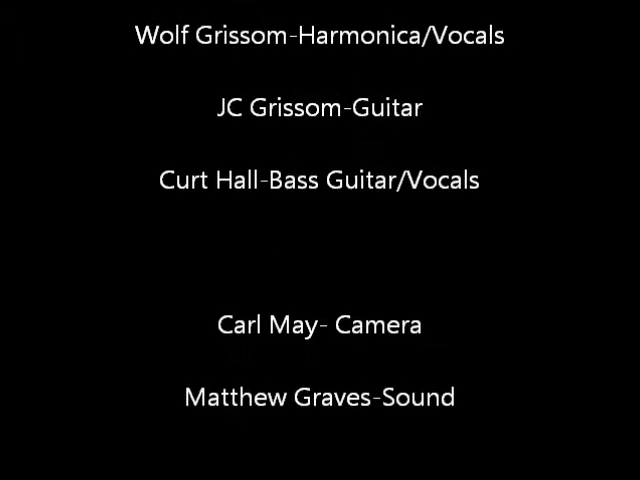 Wolf Grissom-Harmonica/Vocals
JC Grissom-Guitar
Curt Hall-Bass Guitar/Vocals
Carl May- Camera
Matthew Graves-Sound